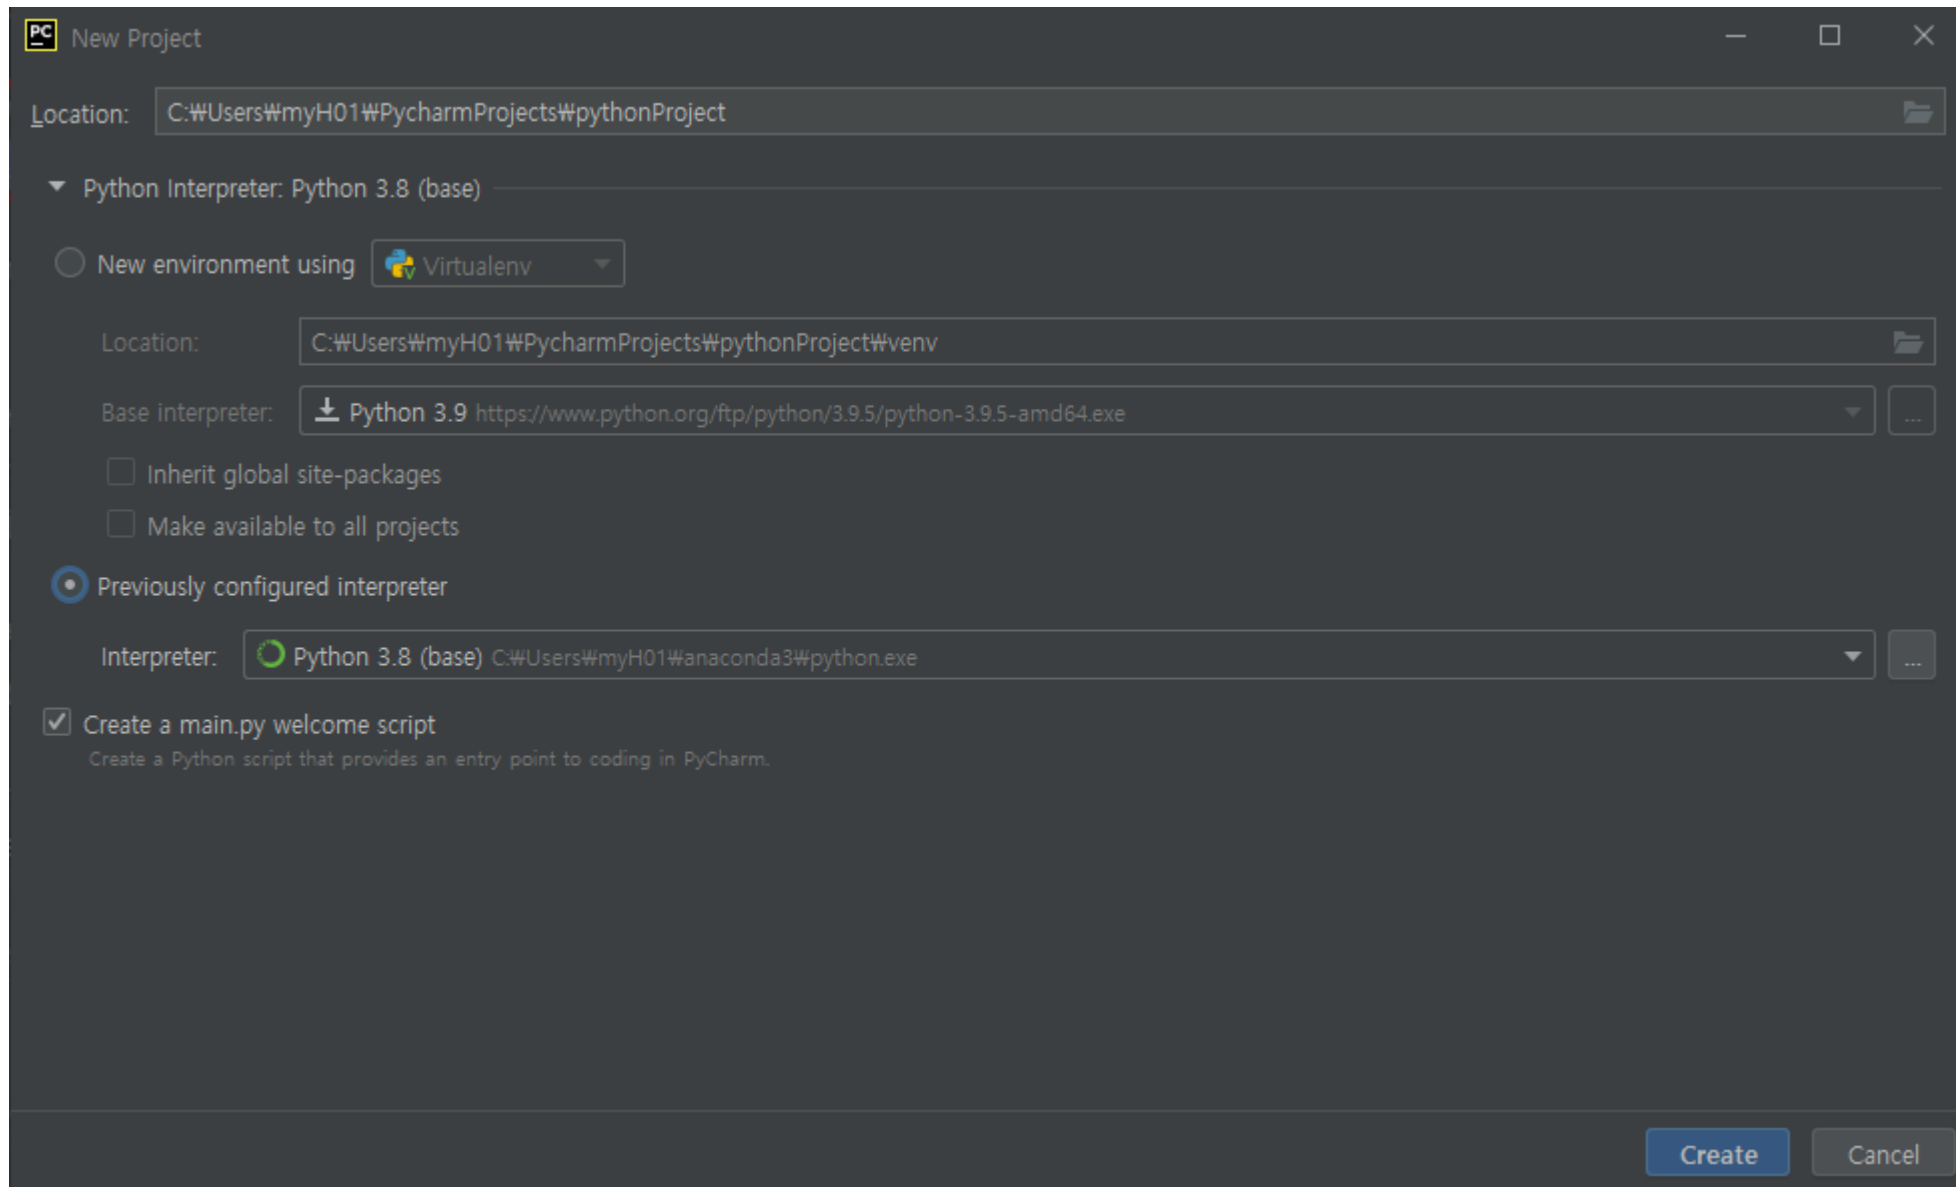 PC New Project
Location: C:₩Users₩myH01₩PycharmProjects₩pythonProject
Python Interpreter: Python 3.8 (base)
New environment using Virtualenv
Location: C:₩Users₩myH01₩PycharmProjects₩pythonProject₩venv
Base interpreter: Python 3.9 https://www.python.org/ftp/python/3.9.5/python-3.9.5-amd64.exe ...
Inherit global site-packages
Make available to all projects
Previously configured interpreter
Interpreter: Python 3.8 (base) C:₩Users₩myH01₩anaconda3₩python.exe ...
Create a main.py welcome script
Create a Python script that provides an entry point to coding in PyCharm.
Create Cancel